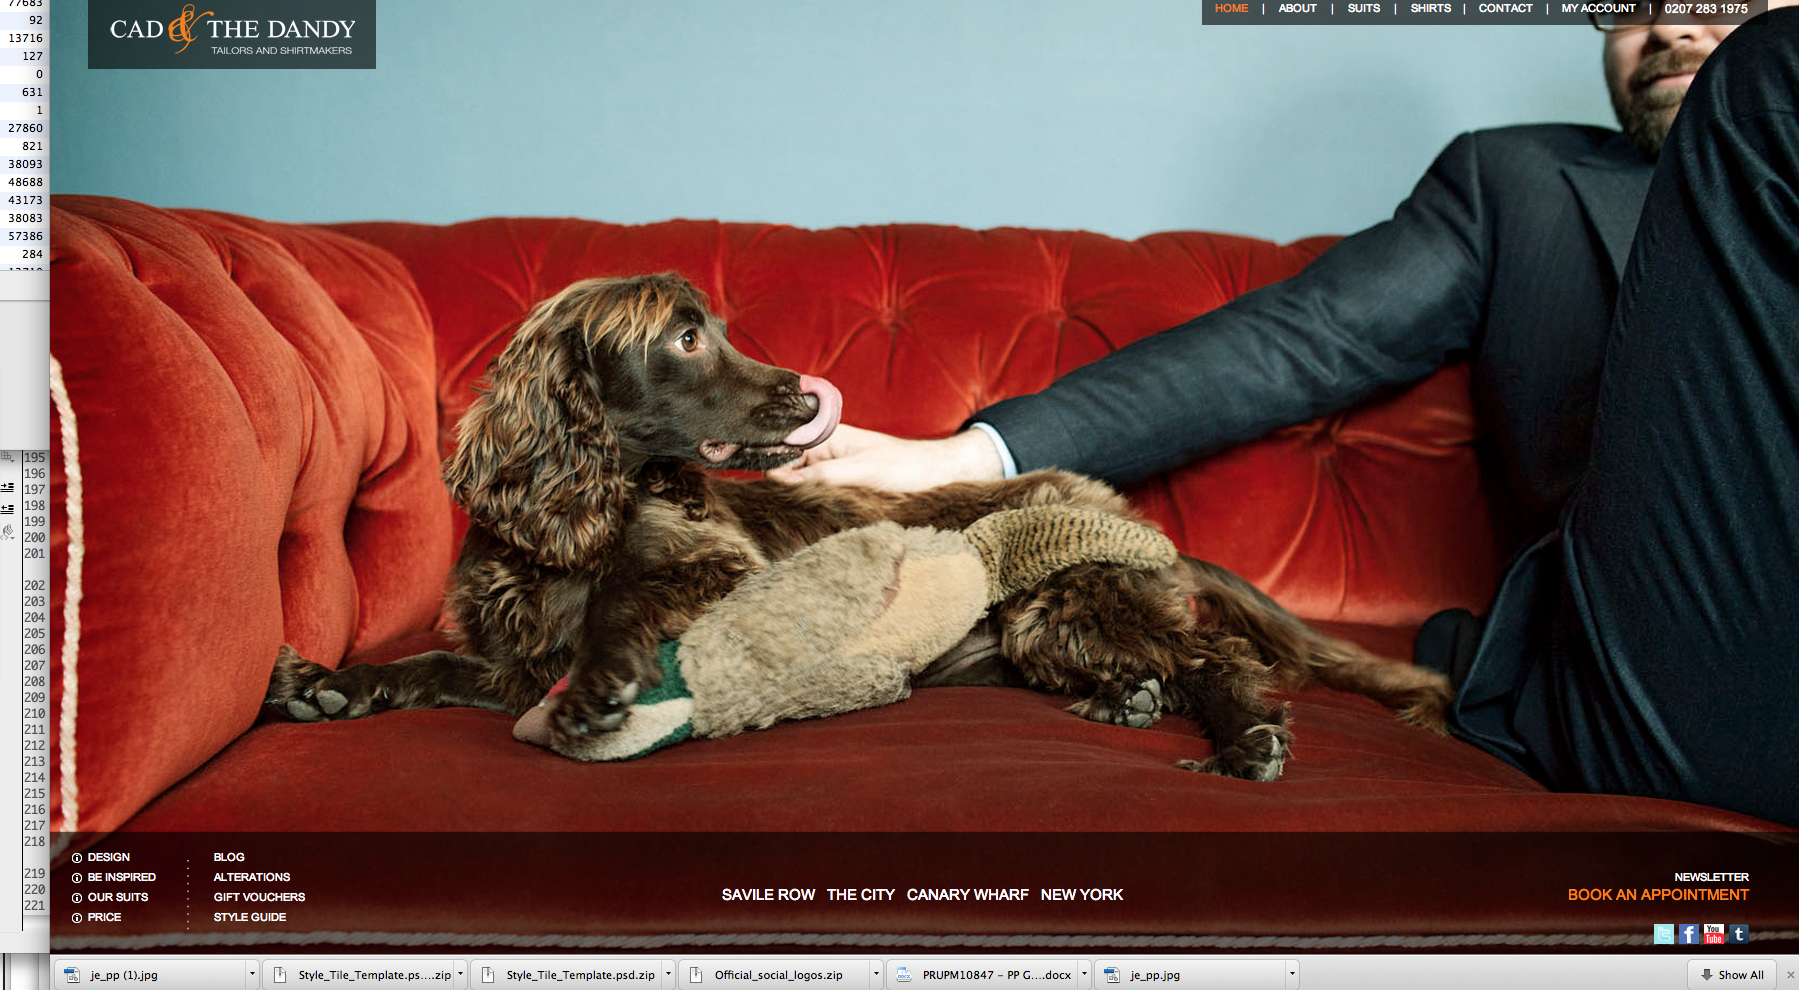 77683
92
13716
127
0
631
1
27860
821
38093
48688
43173
38083
57386
284
195
196
197
198
199
200
201
202
203
204
205
206
207
208
209
210
211
212
213
214
215
216
217
218
219
220
221
CAD & THE DANDY
TAILORS AND SHIRTMAKERS
HOME | ABOUT | SUITS | SHIRTS | CONTACT | MY ACCOUNT | 0207 283 1975
DESIGN
BE INSPIRED
OUR SUITS
PRICE
BLOG
ALTERATIONS
GIFT VOUCHERS
STYLE GUIDE
SAVILE ROW THE CITY CANARY WHARF NEW YORK
NEWSLETTER
BOOK AN APPOINTMENT
t f You Tube t
je_pp (1).jpg
Style_Tile_Template.ps....zip
Style_Tile_Template.psd.zip
Official_social_logos.zip
PRUPM10847 - PP G....docx
je_pp.jpg
Show All